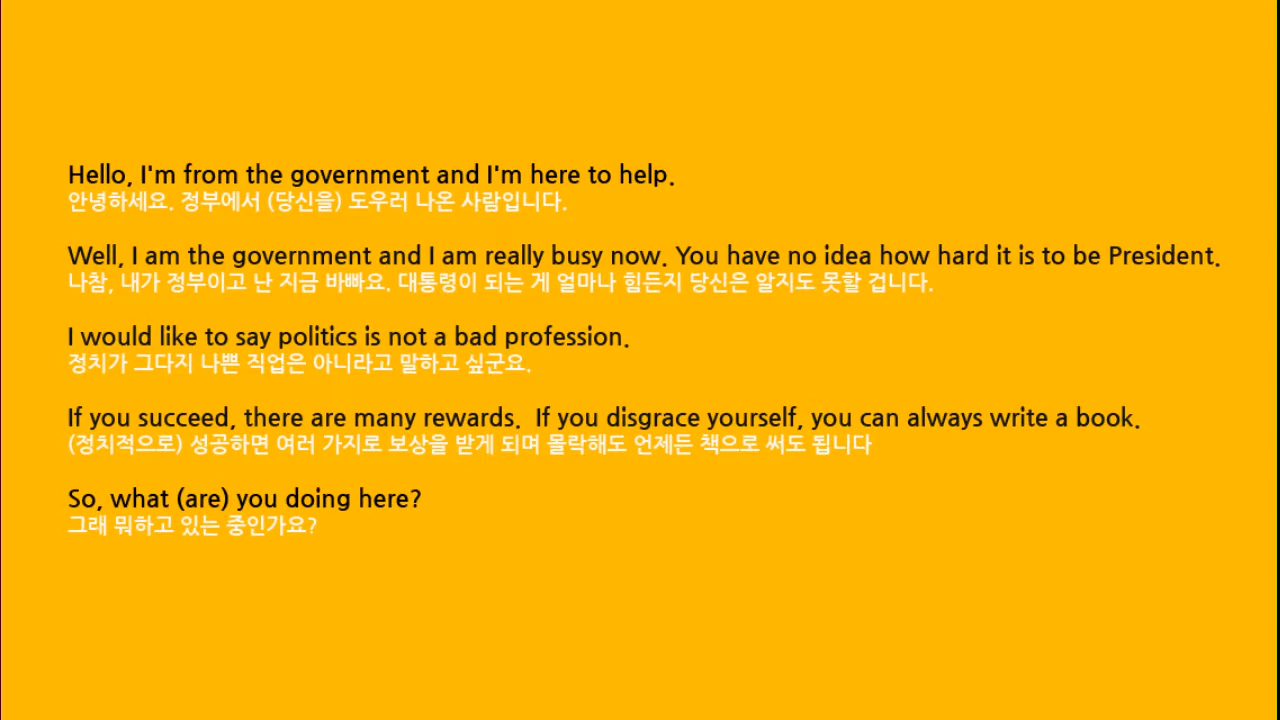 Hello, I'm from the government and I'm here to help.
안녕하세요. 정부에서 (당신을) 도우러 나온 사람입니다.
Well, I am the government and I am really busy now. You have no idea how hard it is to be President.
나참, 내가 정부이고 난 지금 바빠요. 대통령이 되는 게 얼마나 힘든지 당신은 알지도 못할 겁니다.
I would like to say politics is not a bad profession.
정치가 그다지 나쁜 직업은 아니라고 말하고 싶군요.
If you succeed, there are many rewards.  If you disgrace yourself, you can always write a book.
(정치적으로) 성공하면 여러 가지로 보상을 받게 되며 몰락해도 언제든 책으로 써도 됩니다
So, what (are) you doing here?
그래 뭐하고 있는 중인가요?